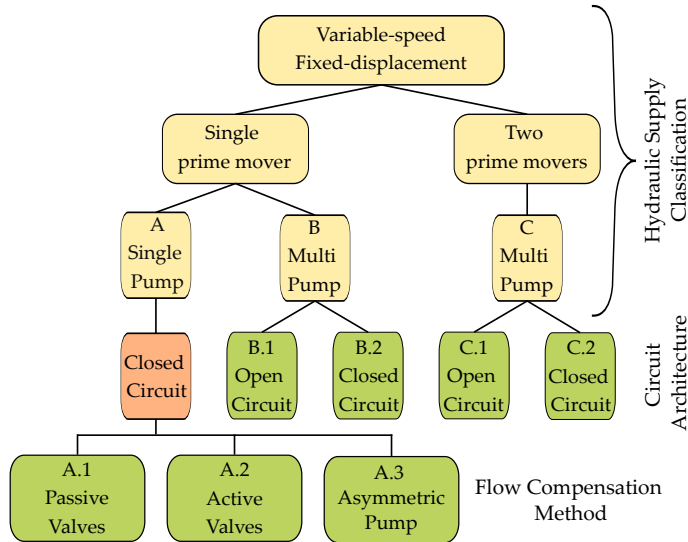 Variable-speed
Fixed-displacement
Single
prime mover
Two
prime movers
Hydraulic Supply
Classification
A
Single
Pump
B
Multi
Pump
C
Multi
Pump
Closed
Circuit
B.1
Open
Circuit
B.2
Closed
Circuit
C.1
Open
Circuit
C.2
Closed
Circuit
Circuit
Architecture
A.1
Passive
Valves
A.2
Active
Valves
A.3
Asymmetric
Pump
Flow Compensation
Method